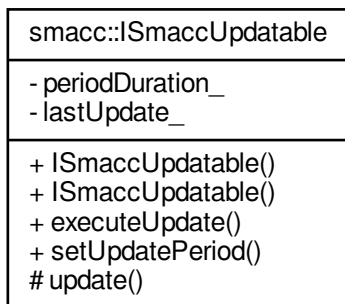 smacc::ISmaccUpdatable
- periodDuration_
- lastUpdate_
+ ISmaccUpdatable()
+ ISmaccUpdatable()
+ executeUpdate()
+ setUpdatePeriod()
# update()